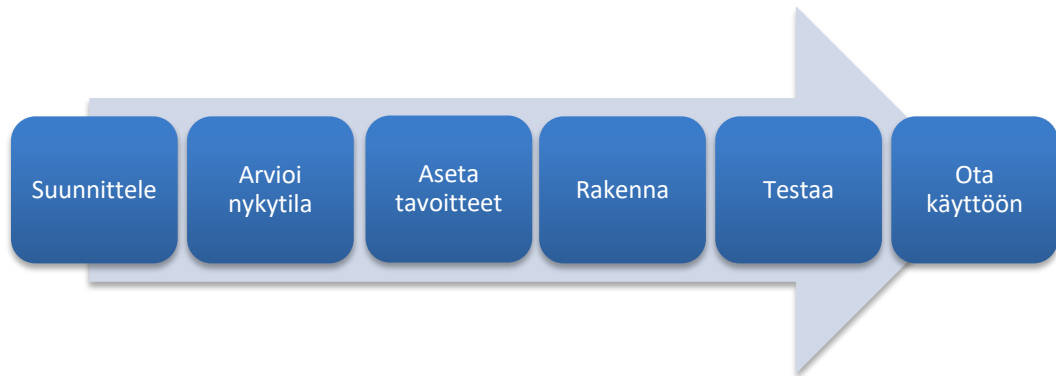 Suunnittele
Arvioi
nykytila
Aseta
tavoitteet
Rakenna
Testaa
Ota
käyttöön